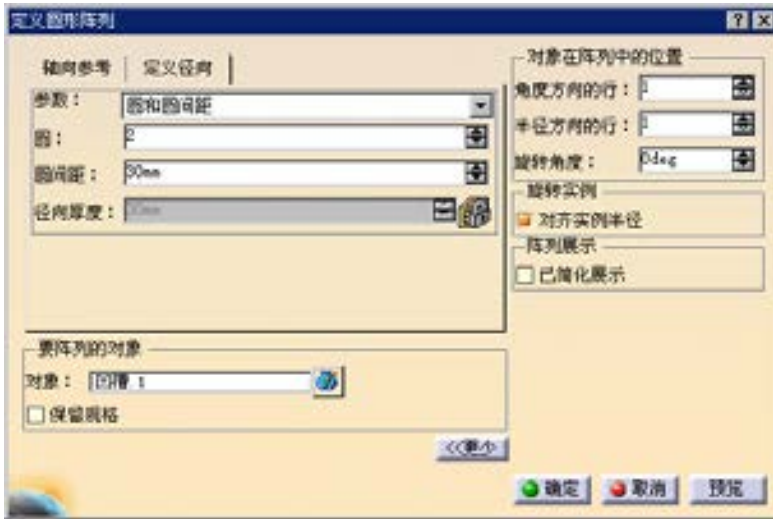 定义圆形阵列
轴向参考 定义径向
参数： 圆和圆间距
圆： 2
圆间距： 30mm
径向厚度： 30mm
对象在阵列中的位置
角度方向的行： 1
半径方向的行： 1
旋转角度： 0deg
旋转实例
对齐实例半径
阵列展示
已简化展示
要阵列的对象
对象： 凹槽.1
保留规格
<<更少
确定 取消 预览